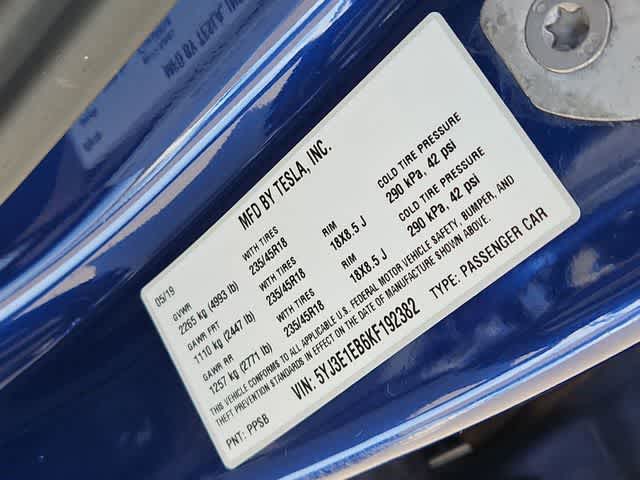 MFD BY TESLA, INC.
05/19
GVWR
2265 kg (4993 lb)
GAWR FRT WITH TIRES RIM COLD TIRE PRESSURE
1110 kg (2447 lb) 235/45R18 18X8.5 J 290 kPa, 42 psi
GAWR RR WITH TIRES RIM COLD TIRE PRESSURE
1257 kg (2771 lb) 235/45R18 18X8.5 J 290 kPa, 42 psi
WITH TIRES
235/45R18
THIS VEHICLE CONFORMS TO ALL APPLICABLE U.S. FEDERAL MOTOR VEHICLE SAFETY, BUMPER, AND
THEFT PREVENTION STANDARDS IN EFFECT ON THE DATE OF MANUFACTURE SHOWN ABOVE.
VIN: 5YJ3E1EB6KF192382 TYPE: PASSENGER CAR
PNT: PPSB